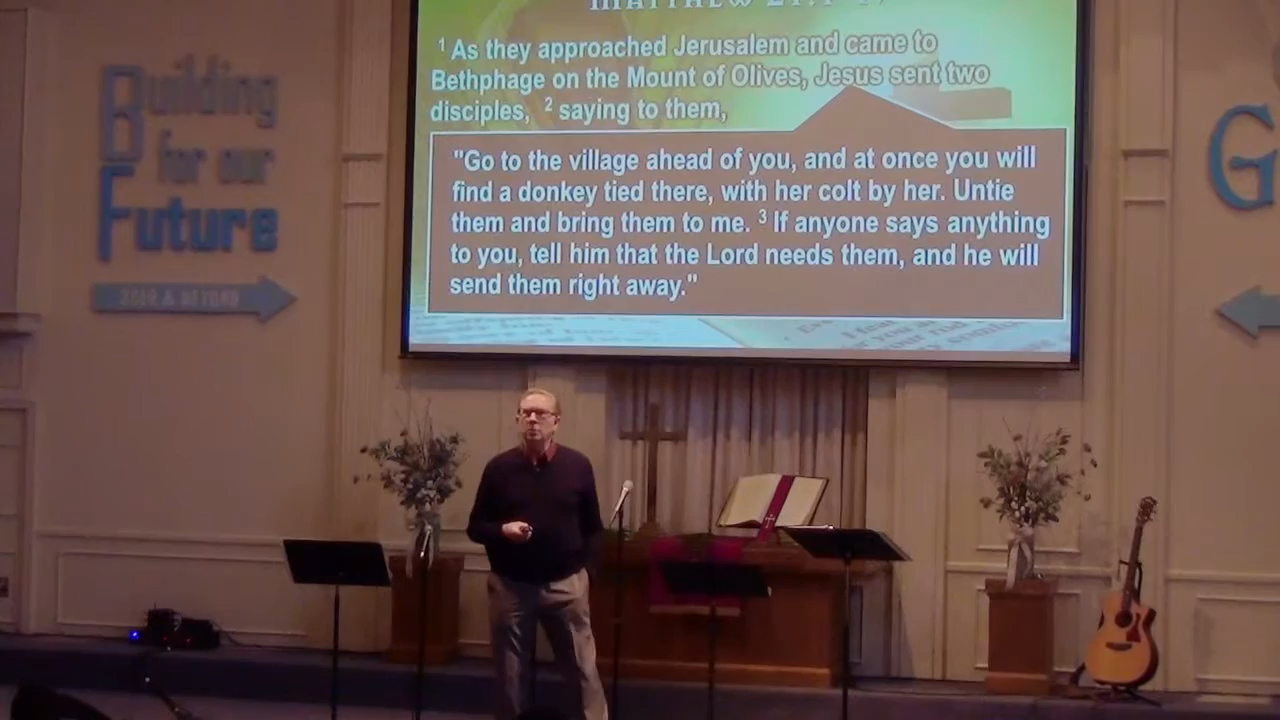 Building
for our
Future
MATTHEW 21:1
1 As they approached Jerusalem and came to
Bethphage on the Mount of Olives, Jesus sent two
disciples, 2 saying to them,
"Go to the village ahead of you, and at once you will
find a donkey tied there, with her colt by her. Untie
them and bring them to me. 3 If anyone says anything
to you, tell him that the Lord needs them, and he will
send them right away."
G